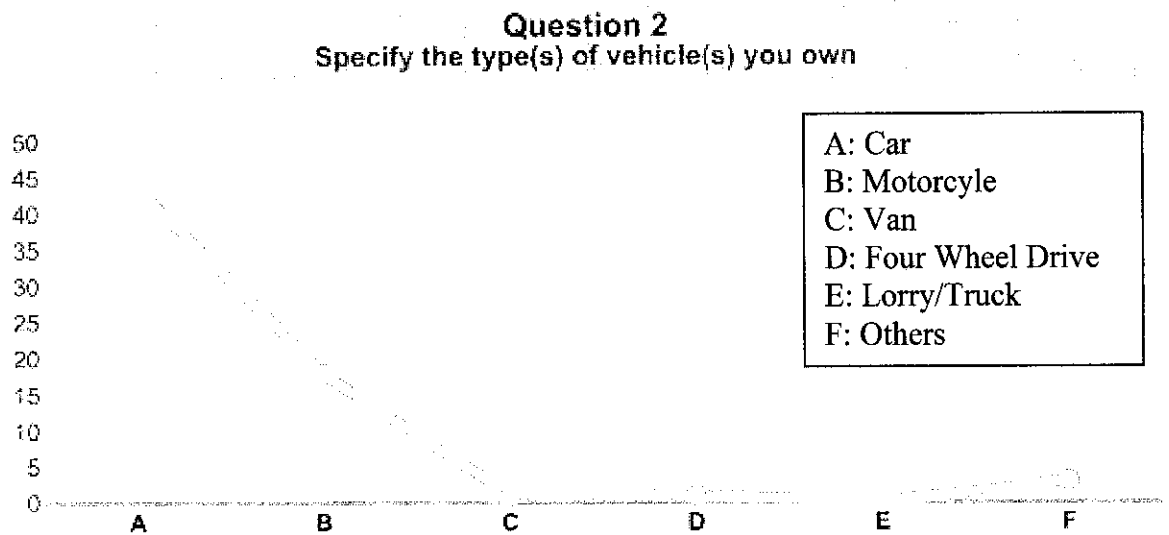 Question 2
Specify the type(s) of vehicle(s) you own
50
45
40
35
30
25
20
15
10
5
0
A B C D E F
A: Car
B: Motorcyle
C: Van
D: Four Wheel Drive
E: Lorry/Truck
F: Others